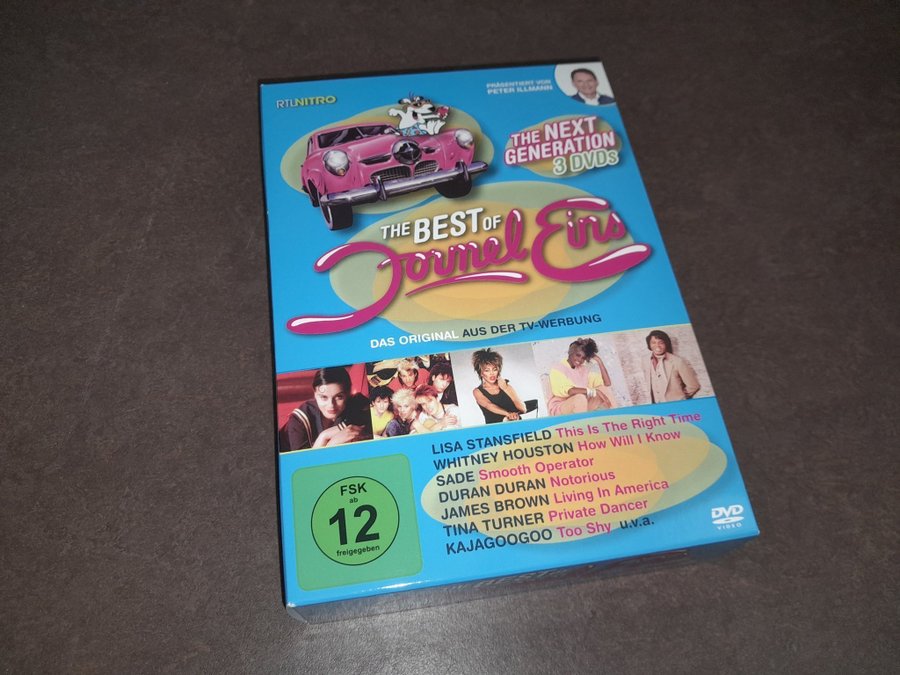 RTLNITRO
PRÄSENTIERT VON
PETER ILLMANN
THE NEXT
GENERATION
3 DVDs
THE BEST OF
Formel Eins
DAS ORIGINAL AUS DER TV-WERBUNG
LISA STANSFIELD This Is The Right Time
WHITNEY HOUSTON How Will I Know
SADE Smooth Operator
DURAN DURAN Notorious
JAMES BROWN Living In America
TINA TURNER Private Dancer
KAJAGOOGOO Too Shy u.v.a.
FSK
ab
12
freigegeben
DVD
VIDEO